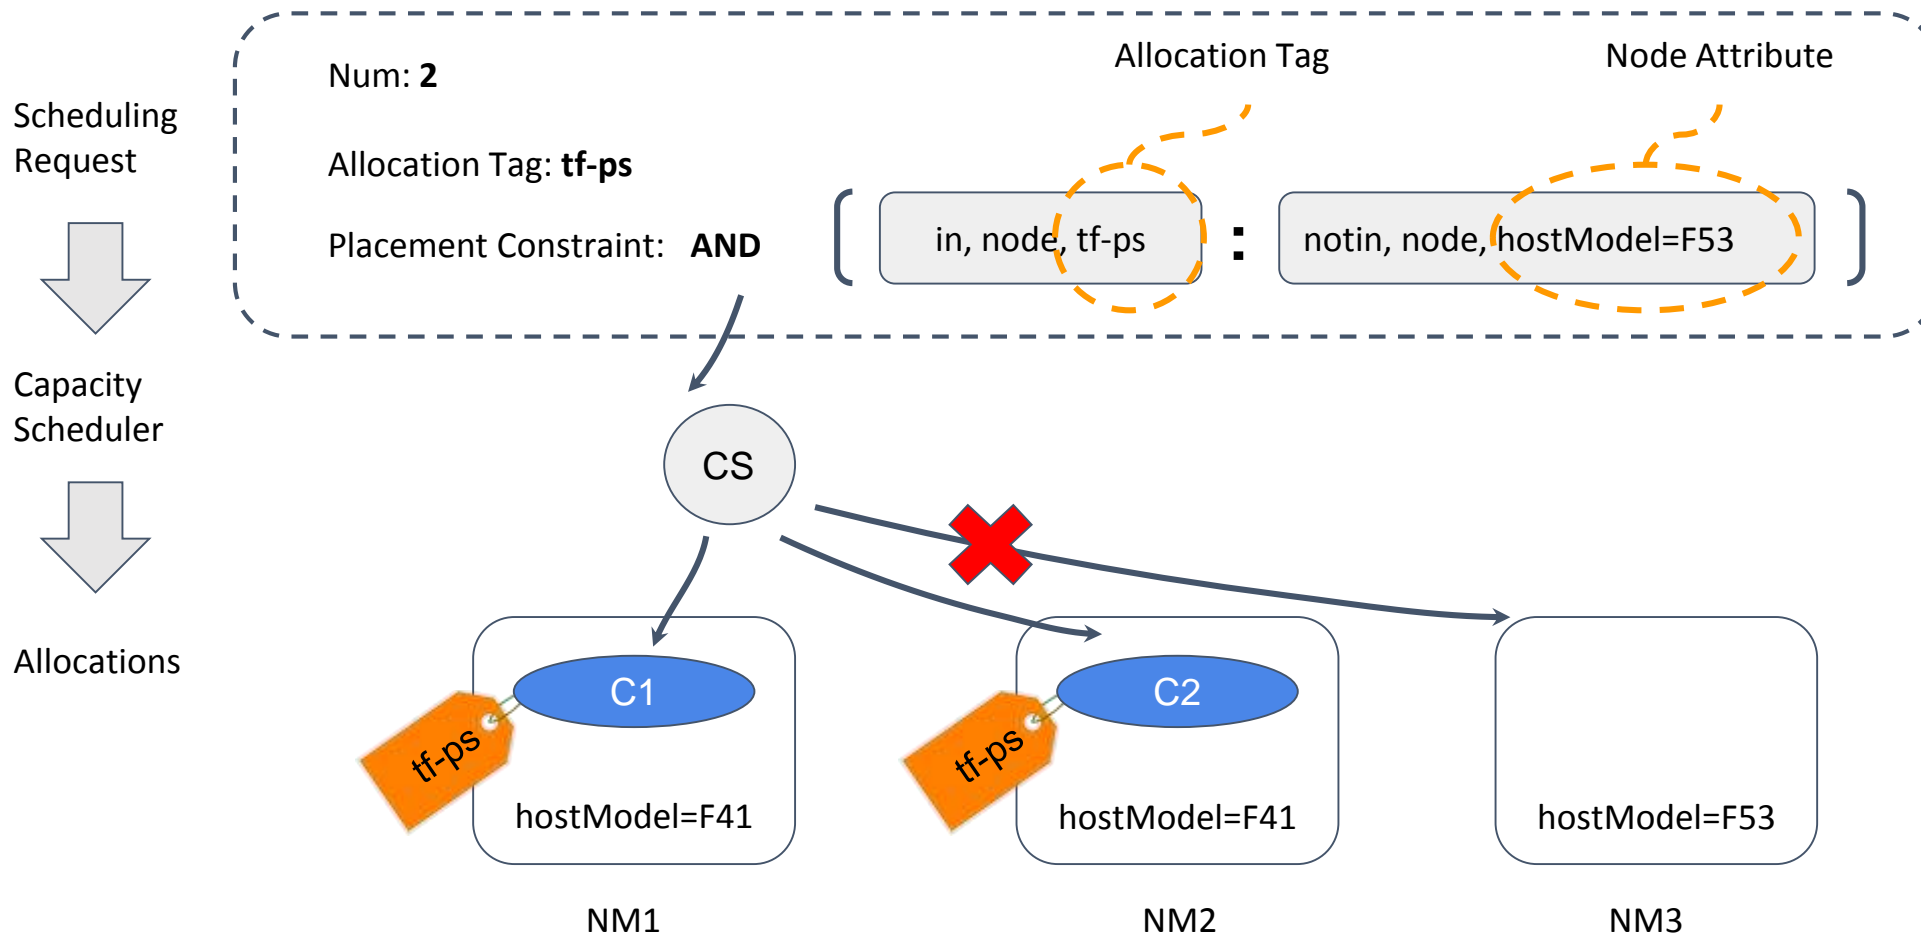 Scheduling
Request
Num: 2
Allocation Tag
Node Attribute
Allocation Tag: tf-ps
Placement Constraint: AND
in, node, tf-ps
:
notin, node, hostModel=F53
Capacity
Scheduler
CS
Allocations
C1
tf-ps
hostModel=F41
C2
tf-ps
hostModel=F41
hostModel=F53
NM1
NM2
NM3